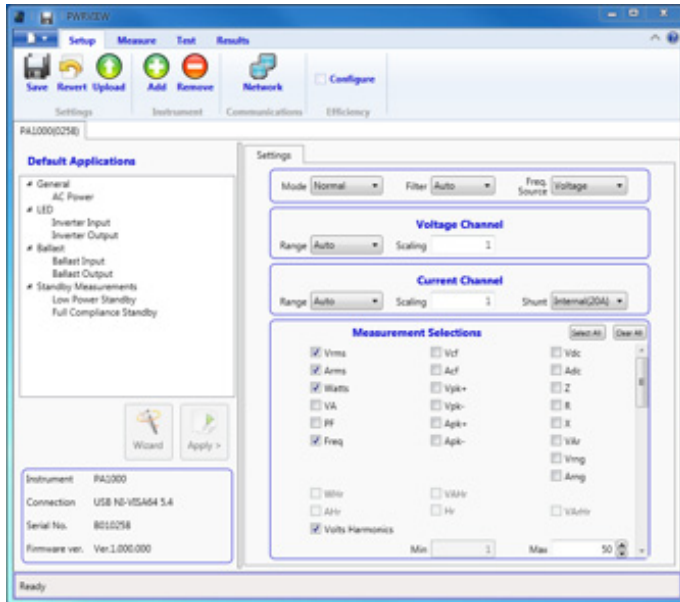 PWRVIEW
Setup Measure Test Results
Save Revert Upload Add Remove Network Configure
Settings Instrument Communications Efficiency
PA1000(0258)
Default Applications
General
AC Power
LED
Inverter Input
Inverter Output
Ballast
Ballast Input
Ballast Output
Standby Measurements
Low Power Standby
Full Compliance Standby
Wizard Apply >
Instrument PA1000
Connection USB NI-VISA64 5.4
Serial No. B010258
Firmware ver. Ver.1.000.000
Settings
Mode Normal Filter Auto Freq. Source Voltage
Voltage Channel
Range Auto Scaling 1
Current Channel
Range Auto Scaling 1 Shunt Internal(20A)
Measurement Selections Select All Clear All
Vrms Vcf Vdc
Arms Acf Adc
Watts Vpk+ Z
VA Vpk- R
PF Apk+ X
Freq Apk- VAr
Vrng
Arng
WHr VAHr
AHr Hr VArHr
Volts Harmonics
Min 1 Max 50
Ready